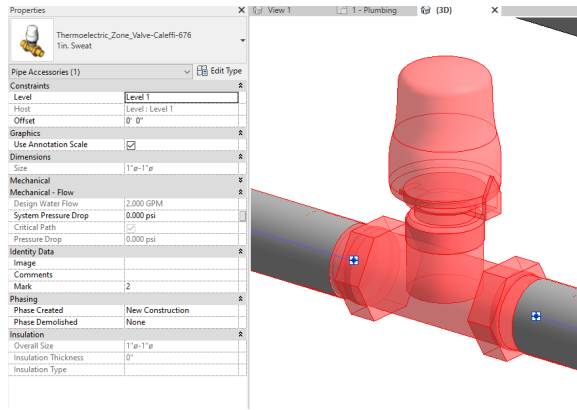 Properties
View 1
1 - Plumbing
{3D}
Thermoelectric_Zone_Valve-Caleffi-676
1in. Sweat
Pipe Accessories (1)
Edit Type
Constraints
Level Level 1
Host Level : Level 1
Offset 0' 0"
Graphics
Use Annotation Scale
Dimensions
Size 1"ø-1"ø
Mechanical
Mechanical - Flow
Design Water Flow 2.000 GPM
System Pressure Drop 0.000 psi
Critical Path
Pressure Drop 0.000 psi
Identity Data
Image
Comments
Mark 2
Phasing
Phase Created New Construction
Phase Demolished None
Insulation
Overall Size 1"ø-1"ø
Insulation Thickness 0"
Insulation Type